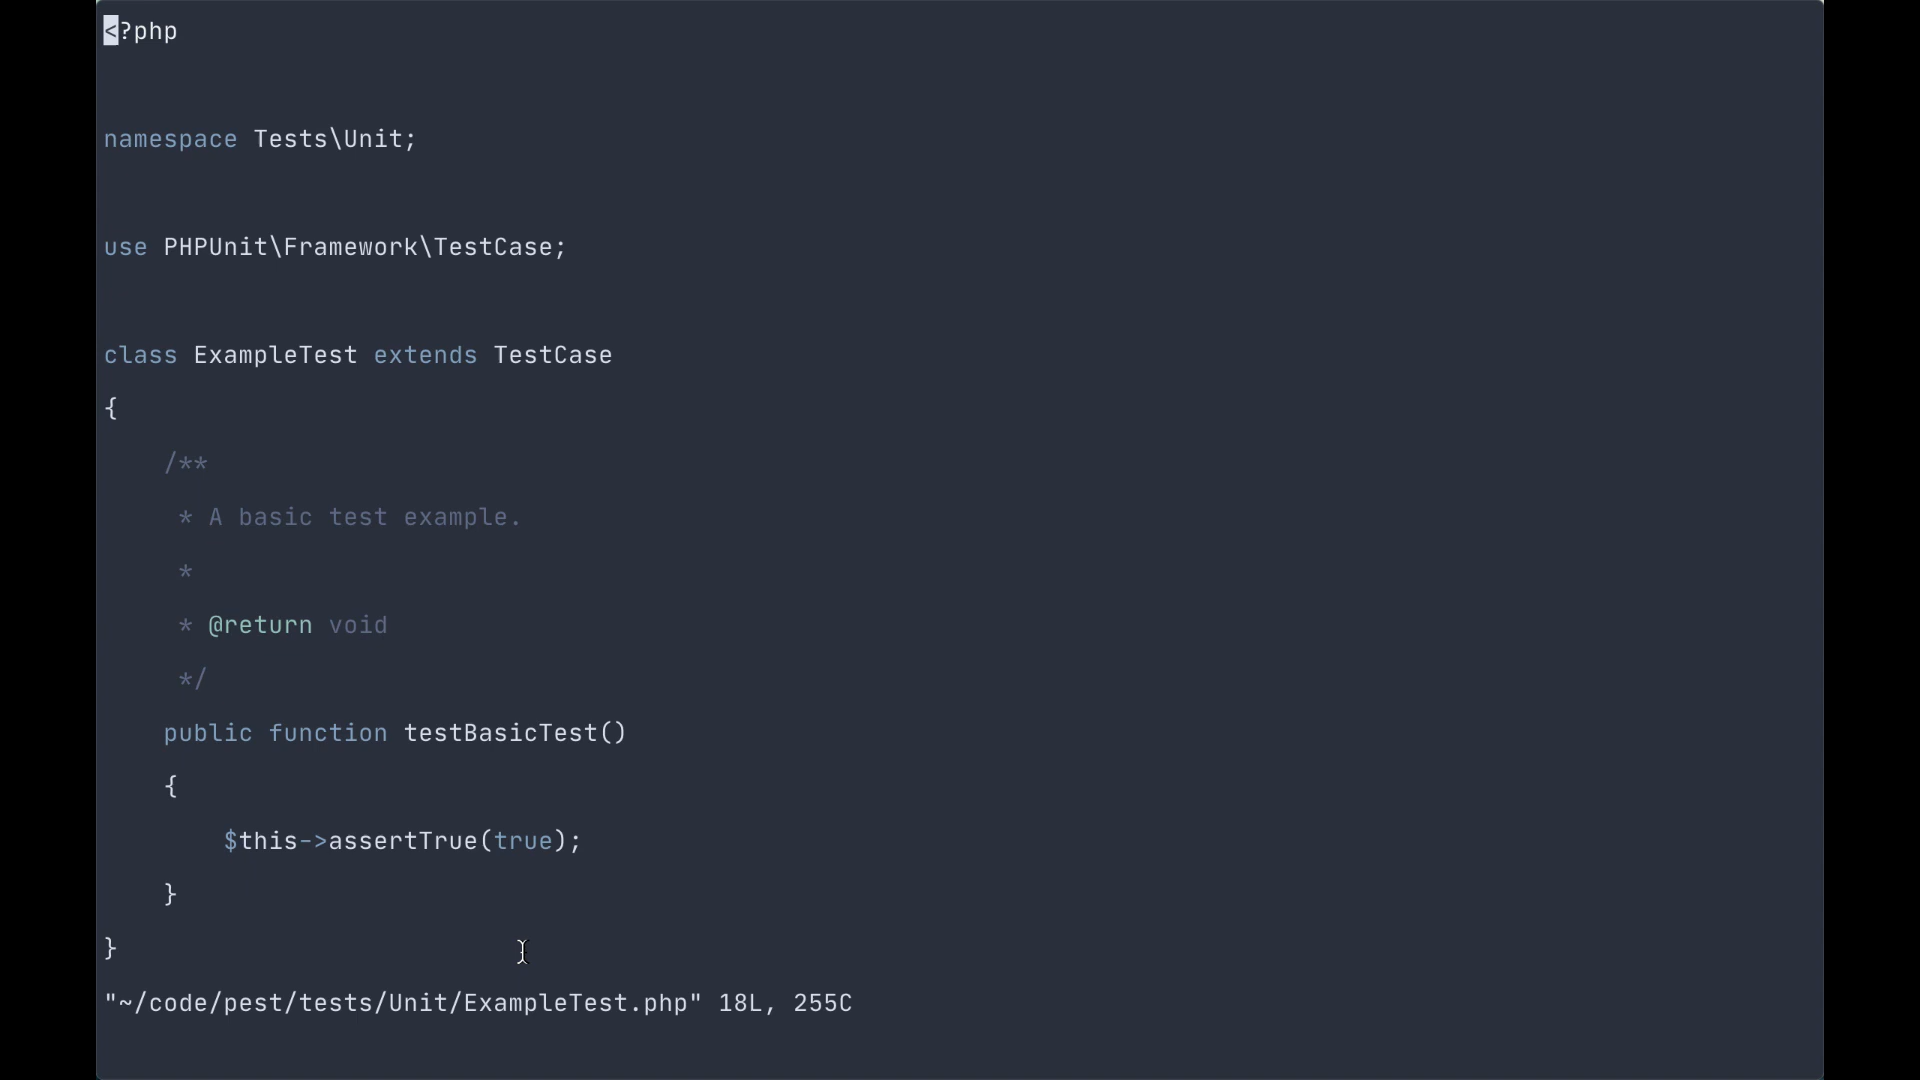 <?php
namespace Tests\Unit;
use PHPUnit\Framework\TestCase;
class ExampleTest extends TestCase
{
    /**
     * A basic test example.
     *
     * @return void
     */
    public function testBasicTest()
    {
        $this->assertTrue(true);
    }
}
"~/code/pest/tests/Unit/ExampleTest.php" 18L, 255C